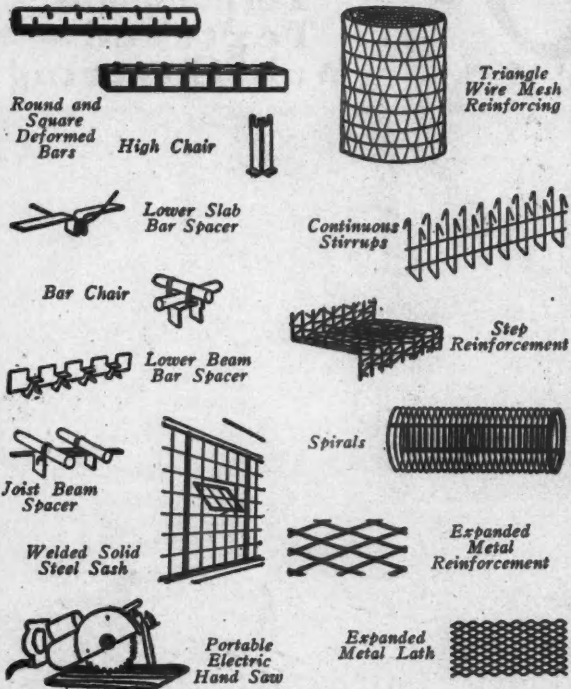 Round and
Square
Deformed
Bars
High Chair
Triangle
Wire Mesh
Reinforcing
Lower Slab
Bar Spacer
Continuous
Stirrups
Bar Chair
Step
Reinforcement
Lower Beam
Bar Spacer
Spirals
Joist Beam
Spacer
Welded Solid
Steel Sash
Expanded
Metal
Reinforcement
Portable
Electric
Hand Saw
Expanded
Metal Lath